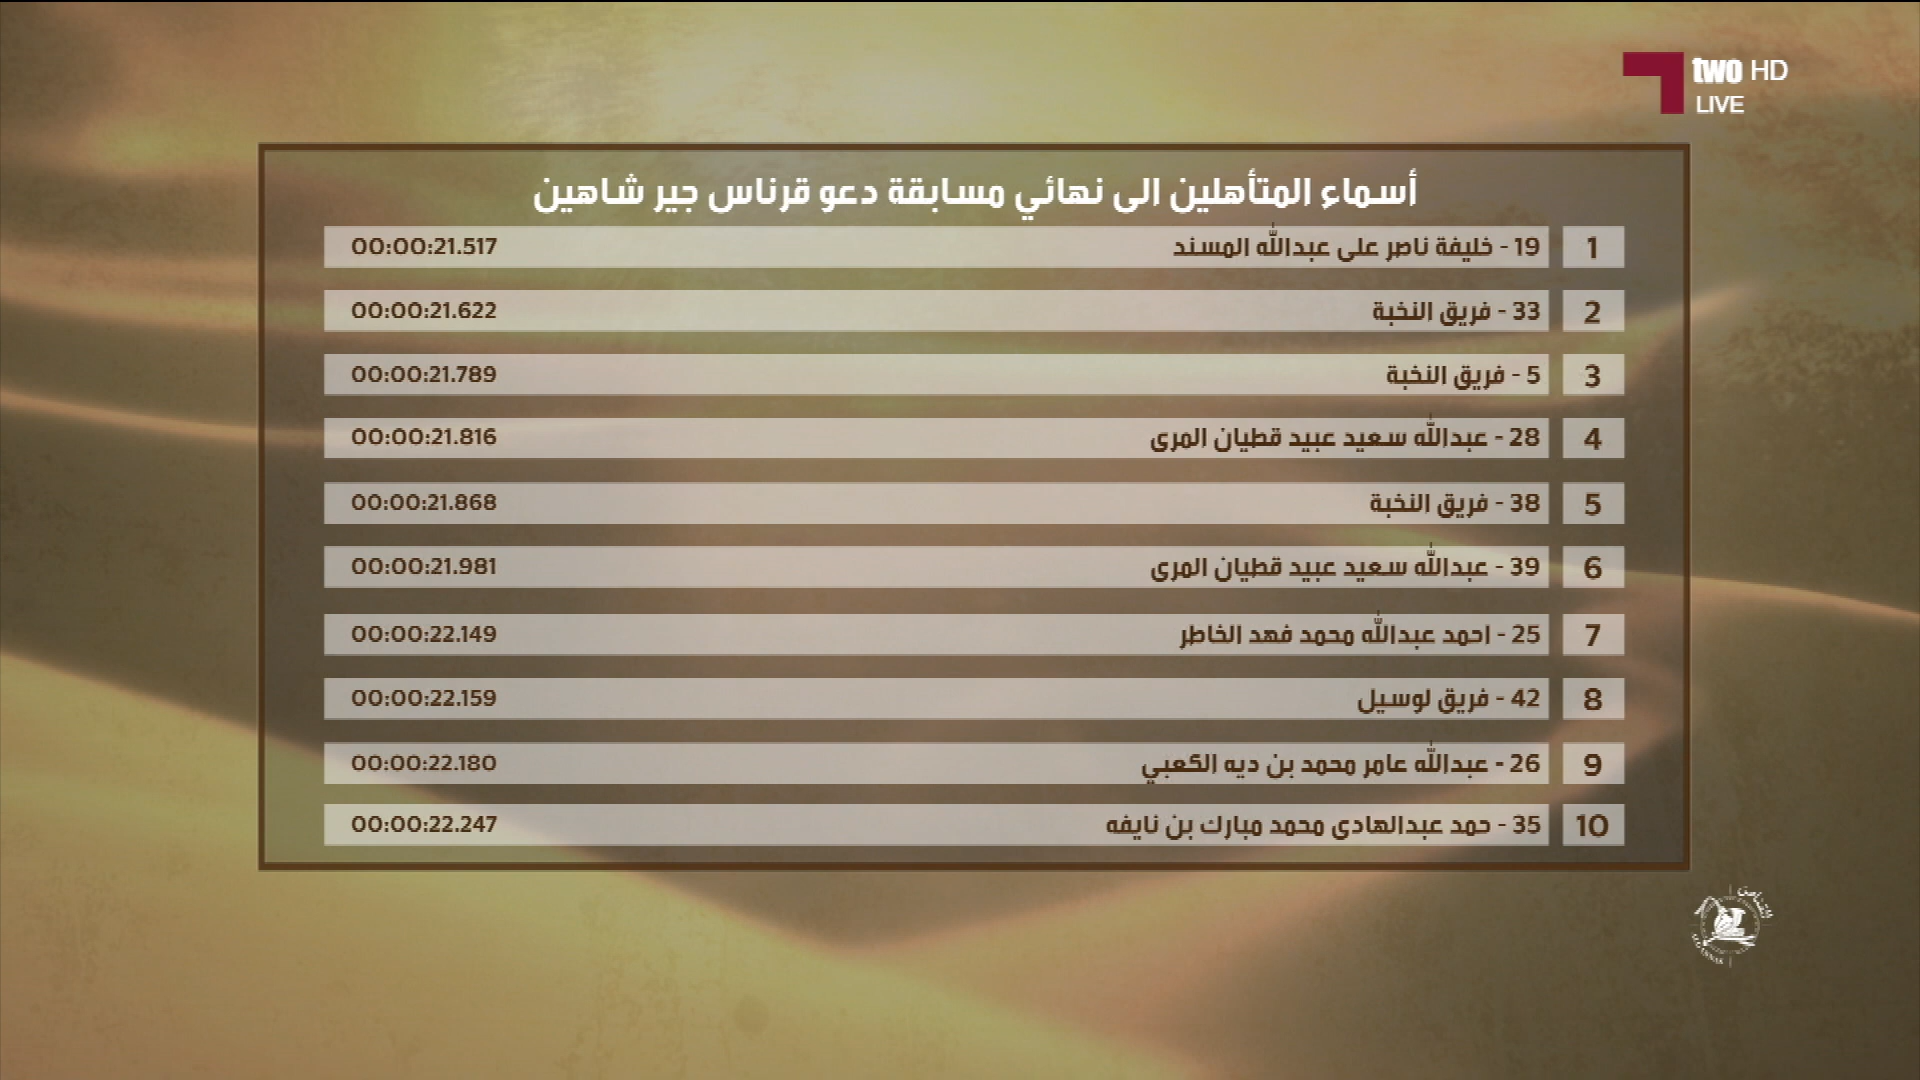 two HD
LIVE
أسماء المتأهلين الى نهائي مسابقة دعو قرناس جير شاهين
1 19 - خليفة ناصر على عبدالله المسند 00:00:21.517
2 33 - فريق النخبة 00:00:21.622
3 5 - فريق النخبة 00:00:21.789
4 28 - عبدالله سعيد عبيد قطيان المرى 00:00:21.816
5 38 - فريق النخبة 00:00:21.868
6 39 - عبدالله سعيد عبيد قطيان المرى 00:00:21.981
7 25 - احمد عبدالله محمد فهد الخاطر 00:00:22.149
8 42 - فريق لوسيل 00:00:22.159
9 26 - عبدالله عامر محمد بن ديه الكعبي 00:00:22.180
10 35 - حمد عبدالهادى محمد مبارك بن نايفه 00:00:22.247